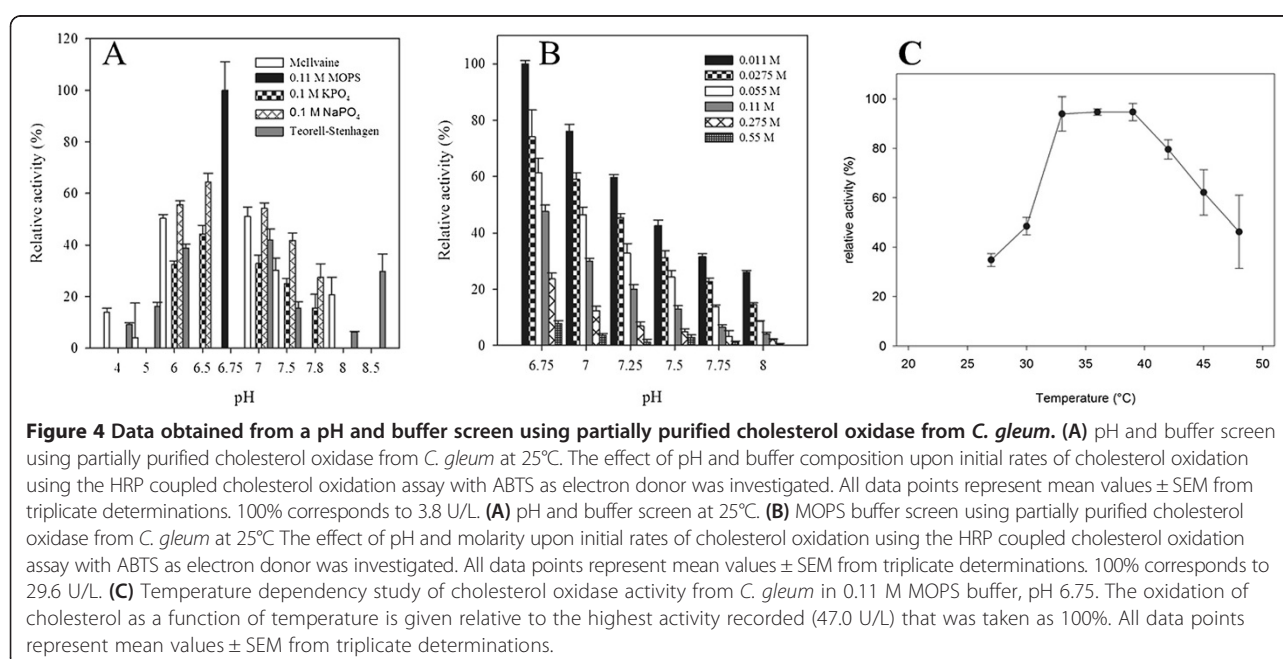 A
120
100
80
60
40
20
0
Relative activity (%)
McIlvaine
0.11 M MOPS
0.1 M KPO₄
0.1 M NaPO₄
Teorell-Stenhagen
4 5 6 6.5 6.75 7 7.5 7.8 8 8.5
pH
B
100
80
60
40
20
0
Relative activity (%)
0.011 M
0.0275 M
0.055 M
0.11 M
0.275 M
0.55 M
6.75 7 7.25 7.5 7.75 8
pH
C
100
80
60
40
20
0
relative activity (%)
20 25 30 35 40 45 50
Temperature (°C)
Figure 4 Data obtained from a pH and buffer screen using partially purified cholesterol oxidase from C. gleum. (A) pH and buffer screen
using partially purified cholesterol oxidase from C. gleum at 25°C. The effect of pH and buffer composition upon initial rates of cholesterol oxidation
using the HRP coupled cholesterol oxidation assay with ABTS as electron donor was investigated. All data points represent mean values ± SEM from
triplicate determinations. 100% corresponds to 3.8 U/L. (A) pH and buffer screen at 25°C. (B) MOPS buffer screen using partially purified cholesterol
oxidase from C. gleum at 25°C The effect of pH and molarity upon initial rates of cholesterol oxidation using the HRP coupled cholesterol oxidation
assay with ABTS as electron donor was investigated. All data points represent mean values ± SEM from triplicate determinations. 100% corresponds to
29.6 U/L. (C) Temperature dependency study of cholesterol oxidase activity from C. gleum in 0.11 M MOPS buffer, pH 6.75. The oxidation of
cholesterol as a function of temperature is given relative to the highest activity recorded (47.0 U/L) that was taken as 100%. All data points
represent mean values ± SEM from triplicate determinations.